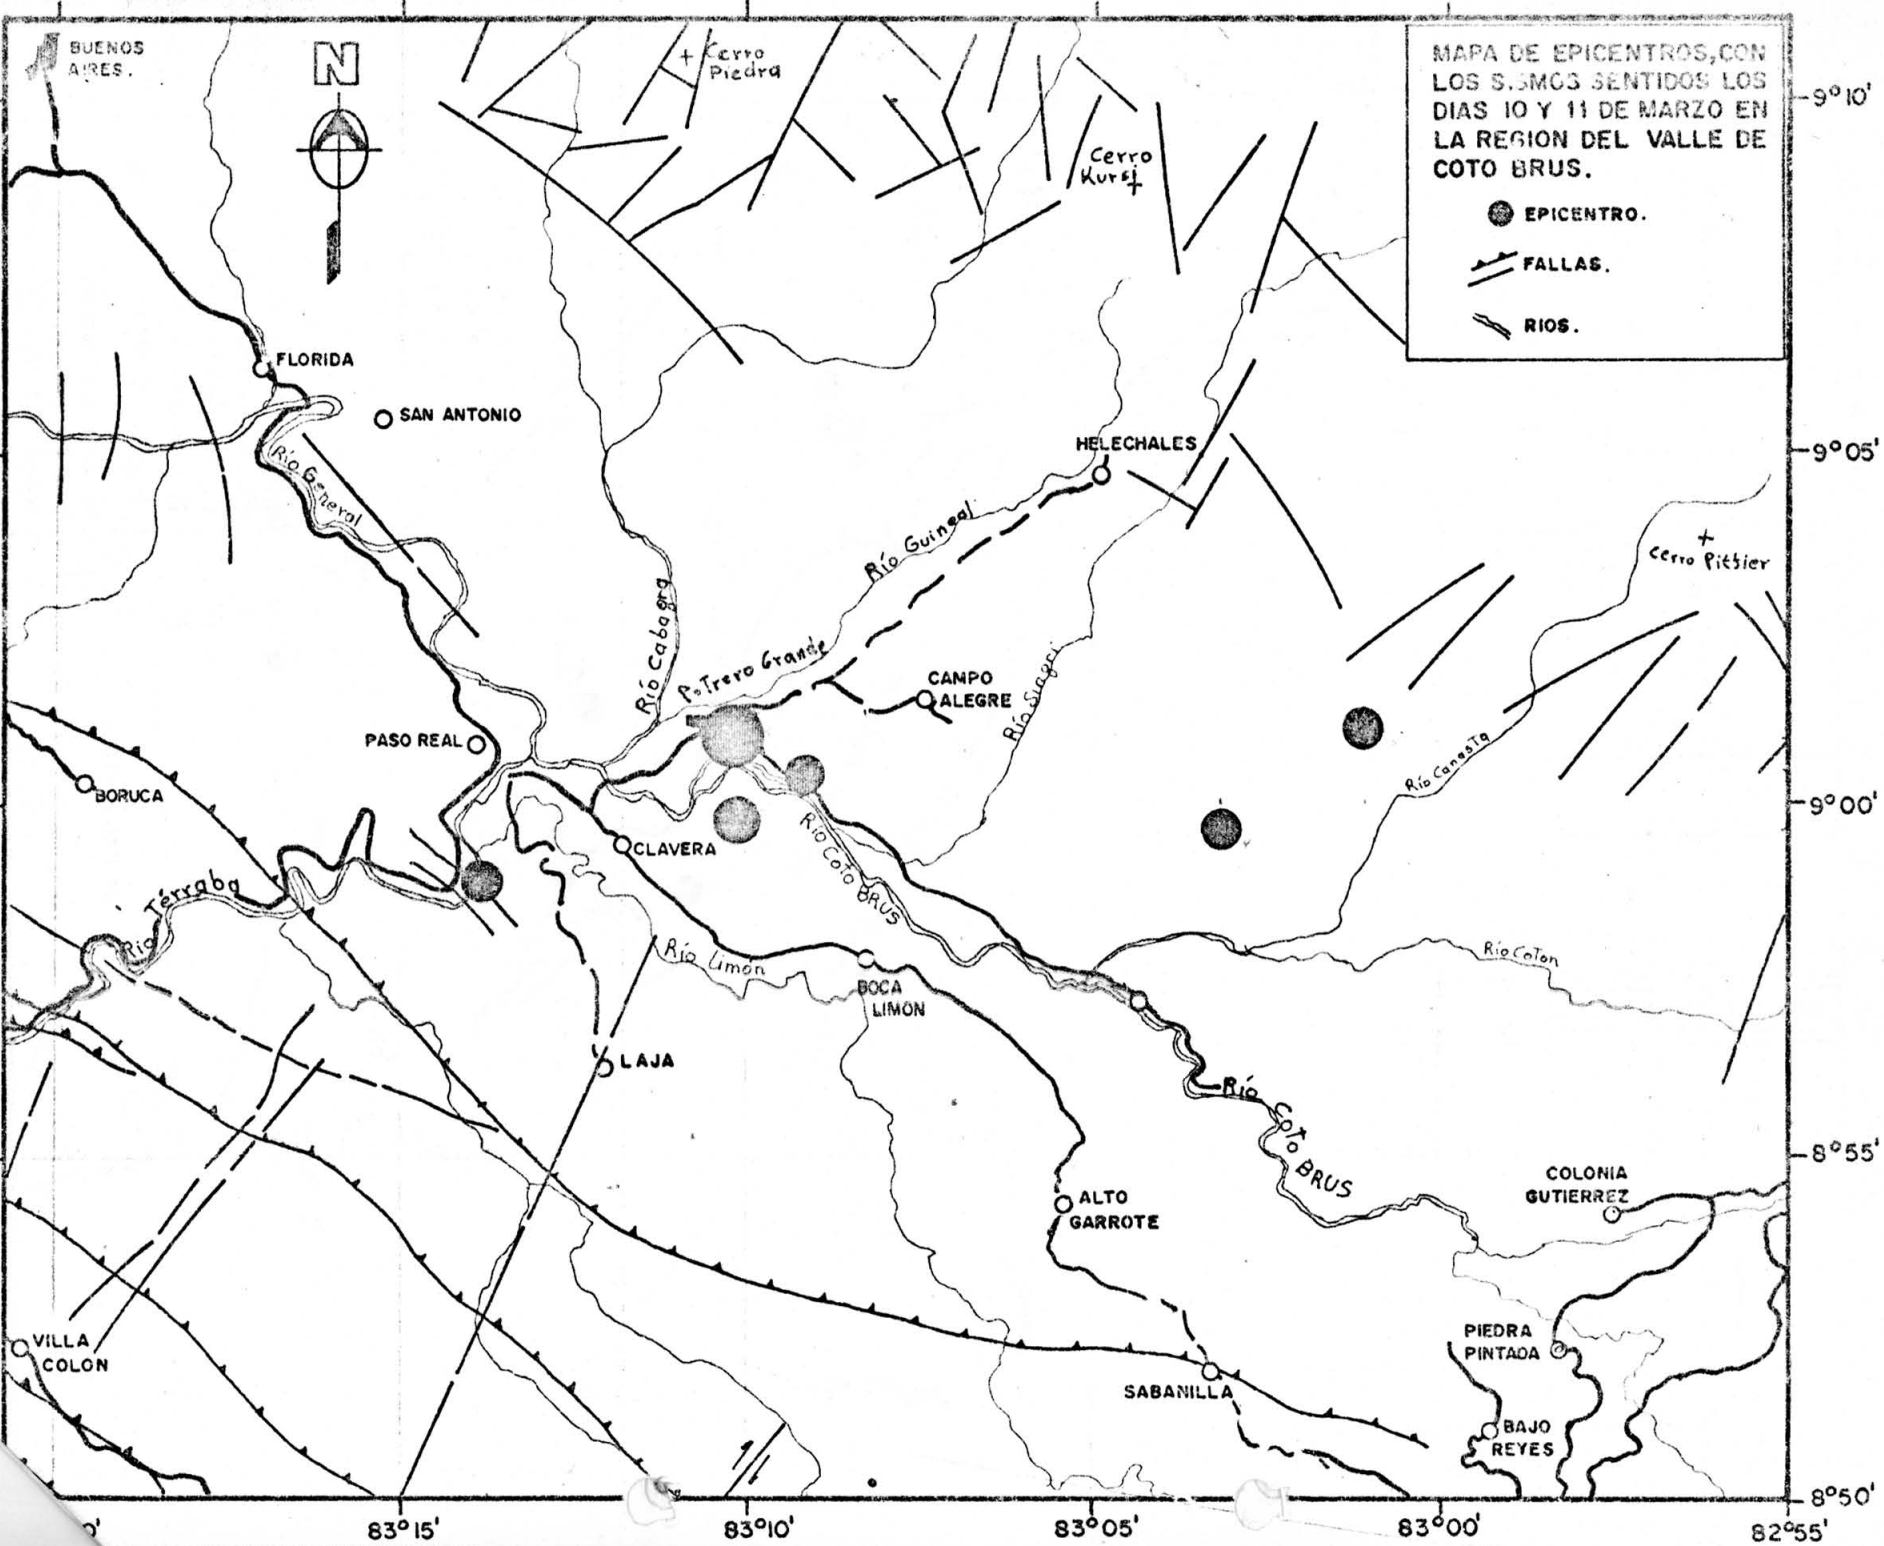 BUENOS
AIRES.
N
Cerro
Piedra
MAPA DE EPICENTROS, CON
LOS SISMOS SENTIDOS LOS
DIAS 10 Y 11 DE MARZO EN
LA REGION DEL VALLE DE
COTO BRUS.
EPICENTRO.
FALLAS.
RIOS.
9°10'
Cerro
FLORIDA
SAN ANTONIO
Río General
HELECHALES
9°05'
Río Guineal
Cerro Pittier
Río Cabagra
Potrero Grande
CAMPO
ALEGRE
Río
PASO REAL
BORUCA
Río Canasta
9°00'
CLAVERA
Río Coto BRUS
Río Térraba
Río Limón
Río Coton
BOCA
LIMON
LAJA
Río Coto BRUS
8°55'
COLONIA
GUTIERREZ
ALTO
GARROTE
VILLA
COLON
PIEDRA
PINTADA
SABANILLA
BAJO
REYES
8°50'
0'
83°15'
83°10'
83°05'
83°00'
82°55'